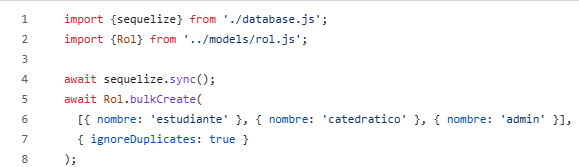 1 import {sequelize} from './database.js';
2 import {Rol} from '../models/rol.js';
3
4 await sequelize.sync();
5 await Rol.bulkCreate(
6 [{ nombre: 'estudiante' }, { nombre: 'catedratico' }, { nombre: 'admin' }],
7 { ignoreDuplicates: true }
8 );